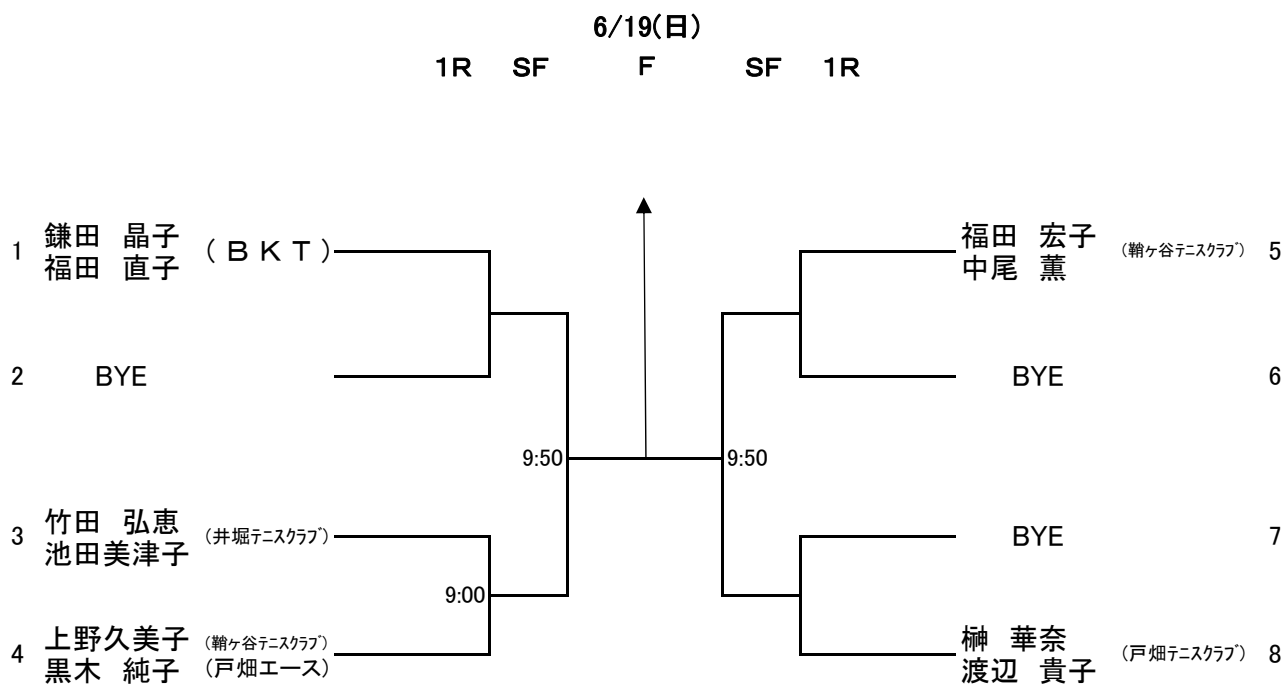 6/19(日)
1R SF F SF 1R
1 鎌田 晶子 福田 直子 (BKT)
福田 宏子 中尾 薫 (鞘ヶ谷ﾃﾆｽｸﾗﾌﾞ) 5
2 BYE
BYE 6
9:50 9:50
3 竹田 弘恵 池田美津子 (井堀ﾃﾆｽｸﾗﾌﾞ)
BYE 7
9:00
4 上野久美子 (鞘ヶ谷ﾃﾆｽｸﾗﾌﾞ)
黒木 純子 (戸畑エース)
榊 華奈 渡辺 貴子 (戸畑ﾃﾆｽｸﾗﾌﾞ) 8